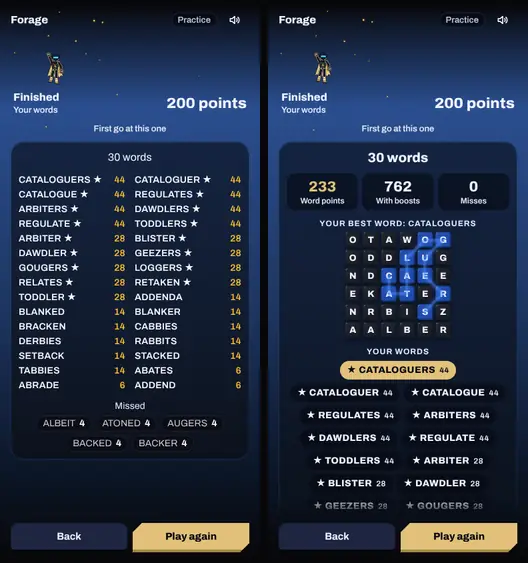 Forage
Practice
Finished
Your words
200 points
First go at this one
30 words
CATALOGUERS ★ 44 CATALOGUER ★ 44
CATALOGUE ★ 44 REGULATES ★ 44
ARBITERS ★ 44 DAWDLERS ★ 44
REGULATE ★ 44 TODDLERS ★ 44
ARBITER ★ 28 BLISTER ★ 28
DAWDLER ★ 28 GEEZERS ★ 28
GOUGERS ★ 28 LOGGERS ★ 28
RELATES ★ 28 RETAKEN ★ 28
TODDLER ★ 28 ADDENDA 14
BLANKED 14 BLANKER 14
BRACKEN 14 CABBIES 14
DERBIES 14 RABBITS 14
SETBACK 14 STACKED 14
TABBIES 14 ABATES 6
ABRADE 6 ADDEND 6
Missed
ALBEIT 4 ATONED 4 AUGERS 4
BACKED 4 BACKER 4
Back
Play again
Forage
Practice
Finished
Your words
200 points
First go at this one
30 words
233 762 0
Word points With boosts Misses
YOUR BEST WORD: CATALOGUERS
O T A W O G
O D D L U G
N D C A E E
E K A T E R
N R B I S Z
A A L B E R
YOUR WORDS
★ CATALOGUERS 44
★ CATALOGUER 44 ★ CATALOGUE 44
★ REGULATES 44 ★ ARBITERS 44
★ DAWDLERS 44 ★ REGULATE 44
★ TODDLERS 44 ★ ARBITER 28
★ BLISTER 28 ★ DAWDLER 28
★ GEEZERS 28 ★ GOUGERS 28
Back
Play again